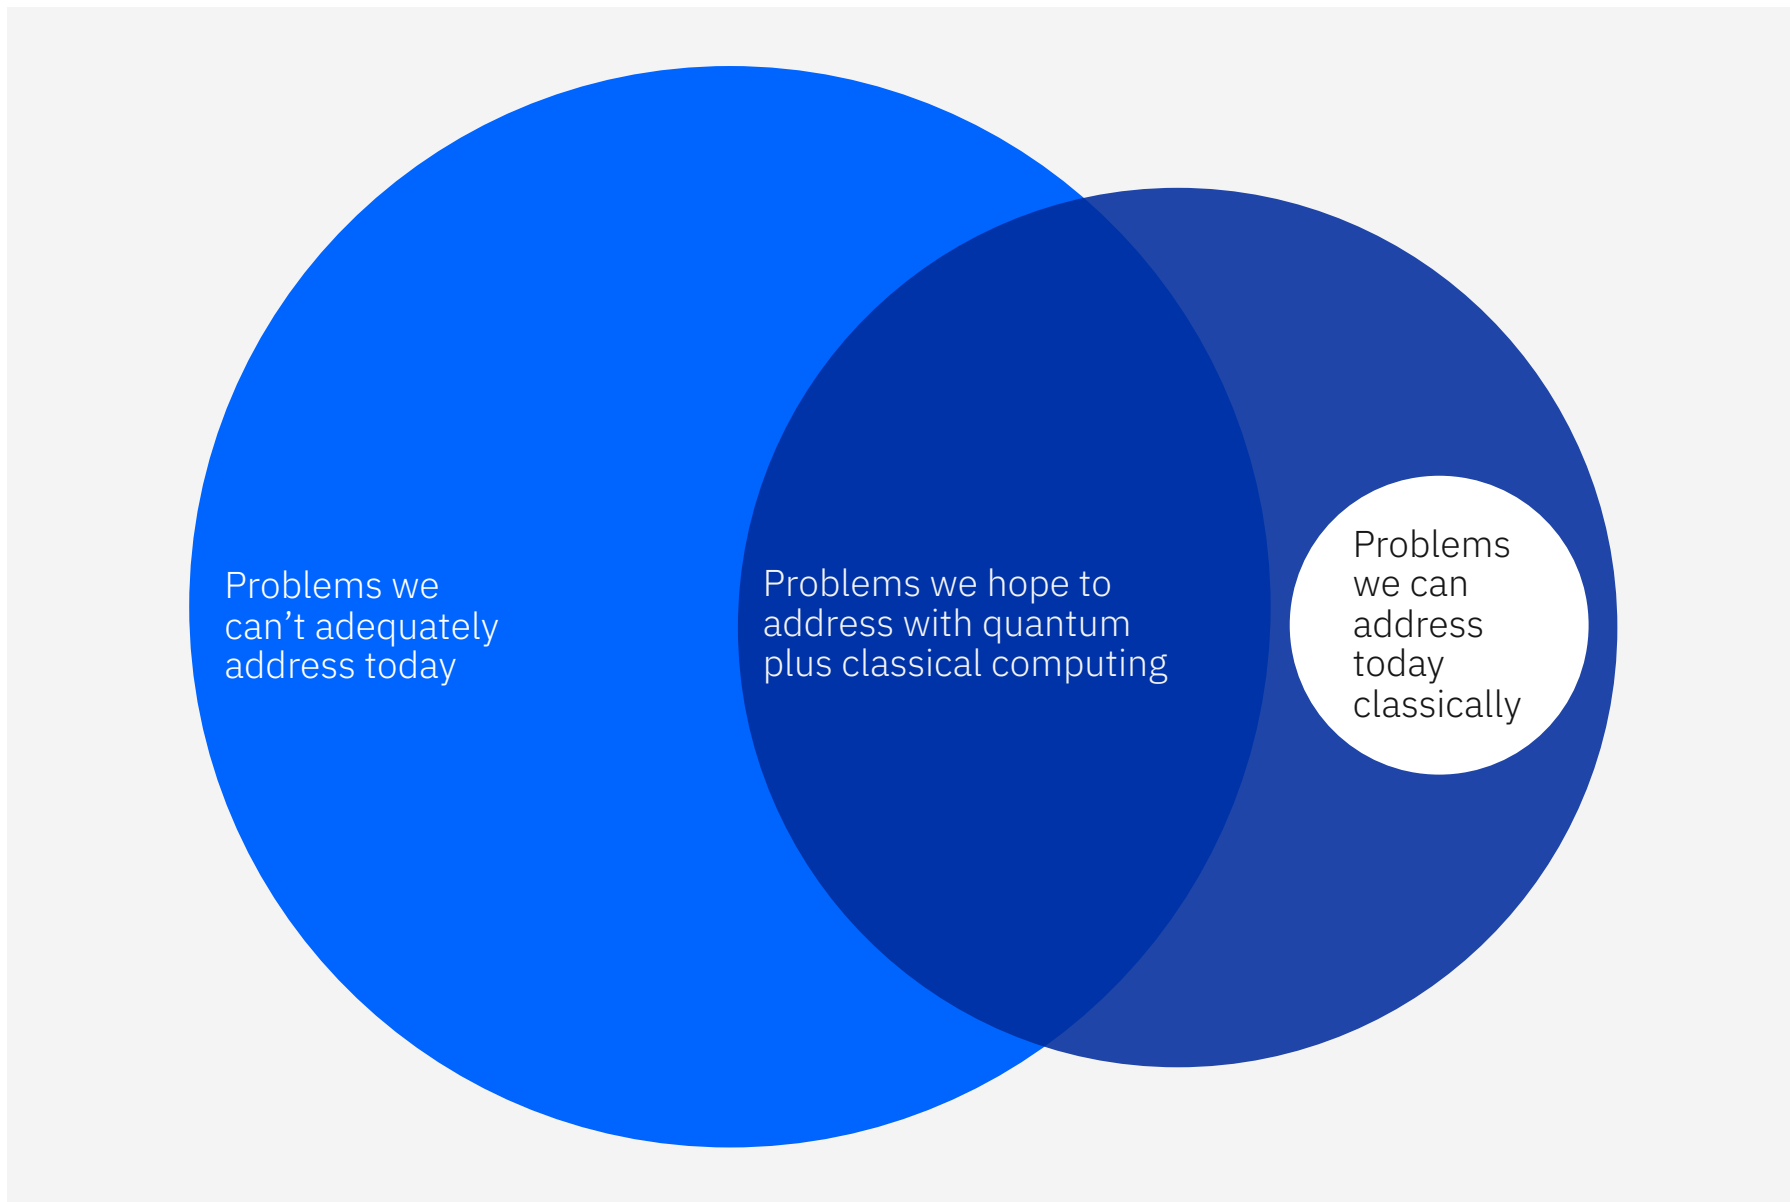 Problems we
can’t adequately
address today
Problems we hope to
address with quantum
plus classical computing
Problems
we can
address
today
classically